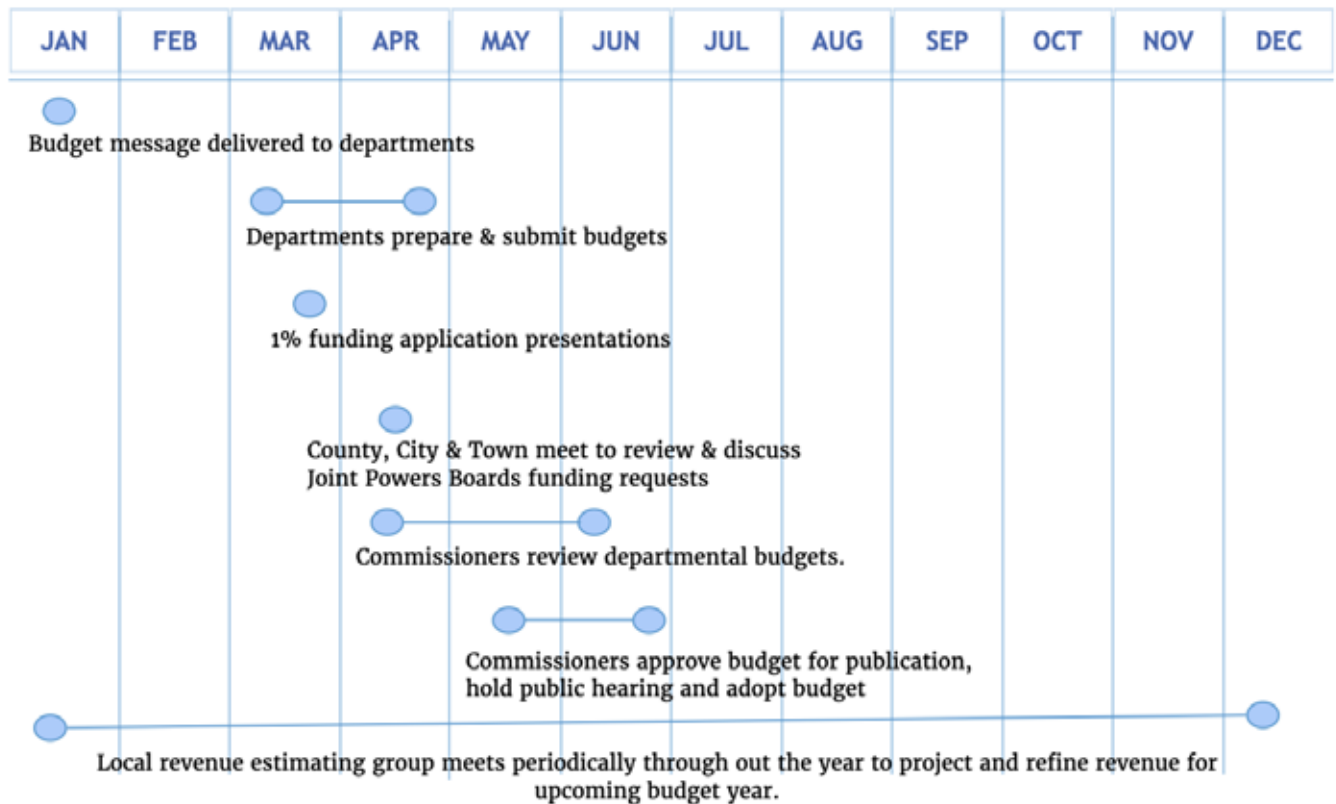 JAN FEB MAR APR MAY JUN JUL AUG SEP OCT NOV DEC
Budget message delivered to departments
Departments prepare & submit budgets
1% funding application presentations
County, City & Town meet to review & discuss
Joint Powers Boards funding requests
Commissioners review departmental budgets.
Commissioners approve budget for publication,
hold public hearing and adopt budget
Local revenue estimating group meets periodically through out the year to project and refine revenue for
upcoming budget year.